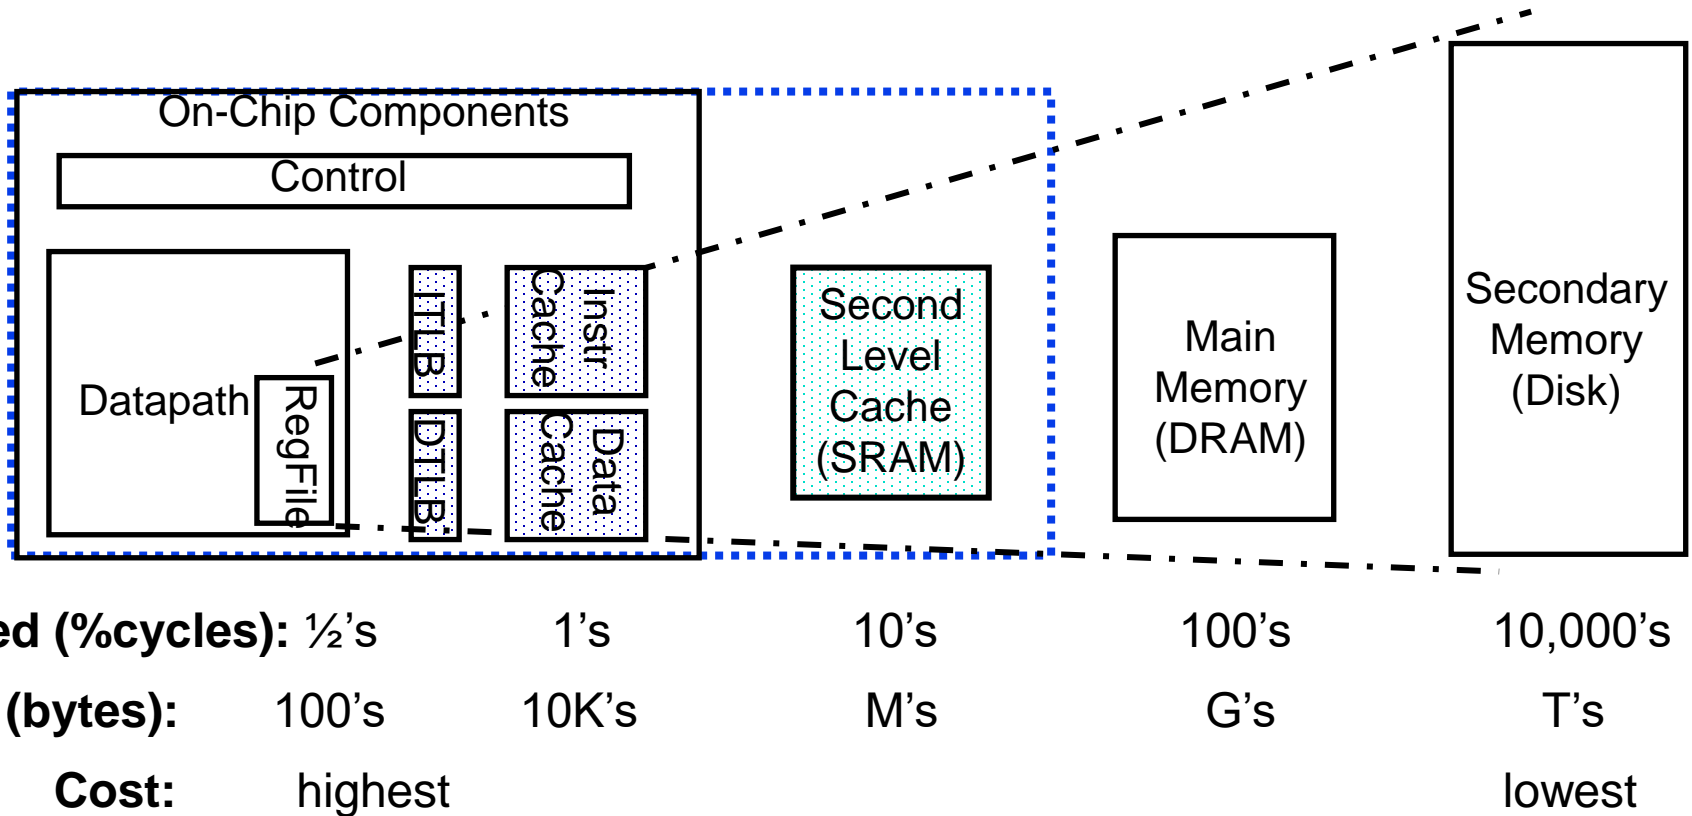 On-Chip Components
Control
Datapath
RegFile
ITLB
DTLB
Instr
Cache
Data
Cache
Second
Level
Cache
(SRAM)
Main
Memory
(DRAM)
Secondary
Memory
(Disk)
ed (%cycles): ½’s 1’s 10’s 100’s 10,000’s
(bytes): 100’s 10K’s M’s G’s T’s
Cost: highest lowest